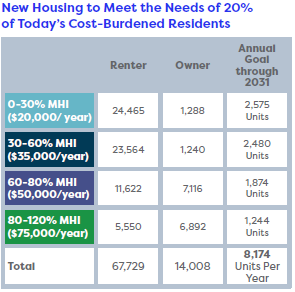 New Housing to Meet the Needs of 20%
of Today's Cost-Burdened Residents
Renter Owner Annual
Goal
through
2031
0-30% MHI
($20,000/ year) 24,465 1,288 2,575
Units
30-60% MHI
($35,000/year) 23,564 1,240 2,480
Units
60-80% MHI
($50,000/year) 11,622 7,116 1,874
Units
80-120% MHI
($75,000/year) 5,550 6,892 1,244
Units
Total 67,729 14,008 8,174
Units Per
Year